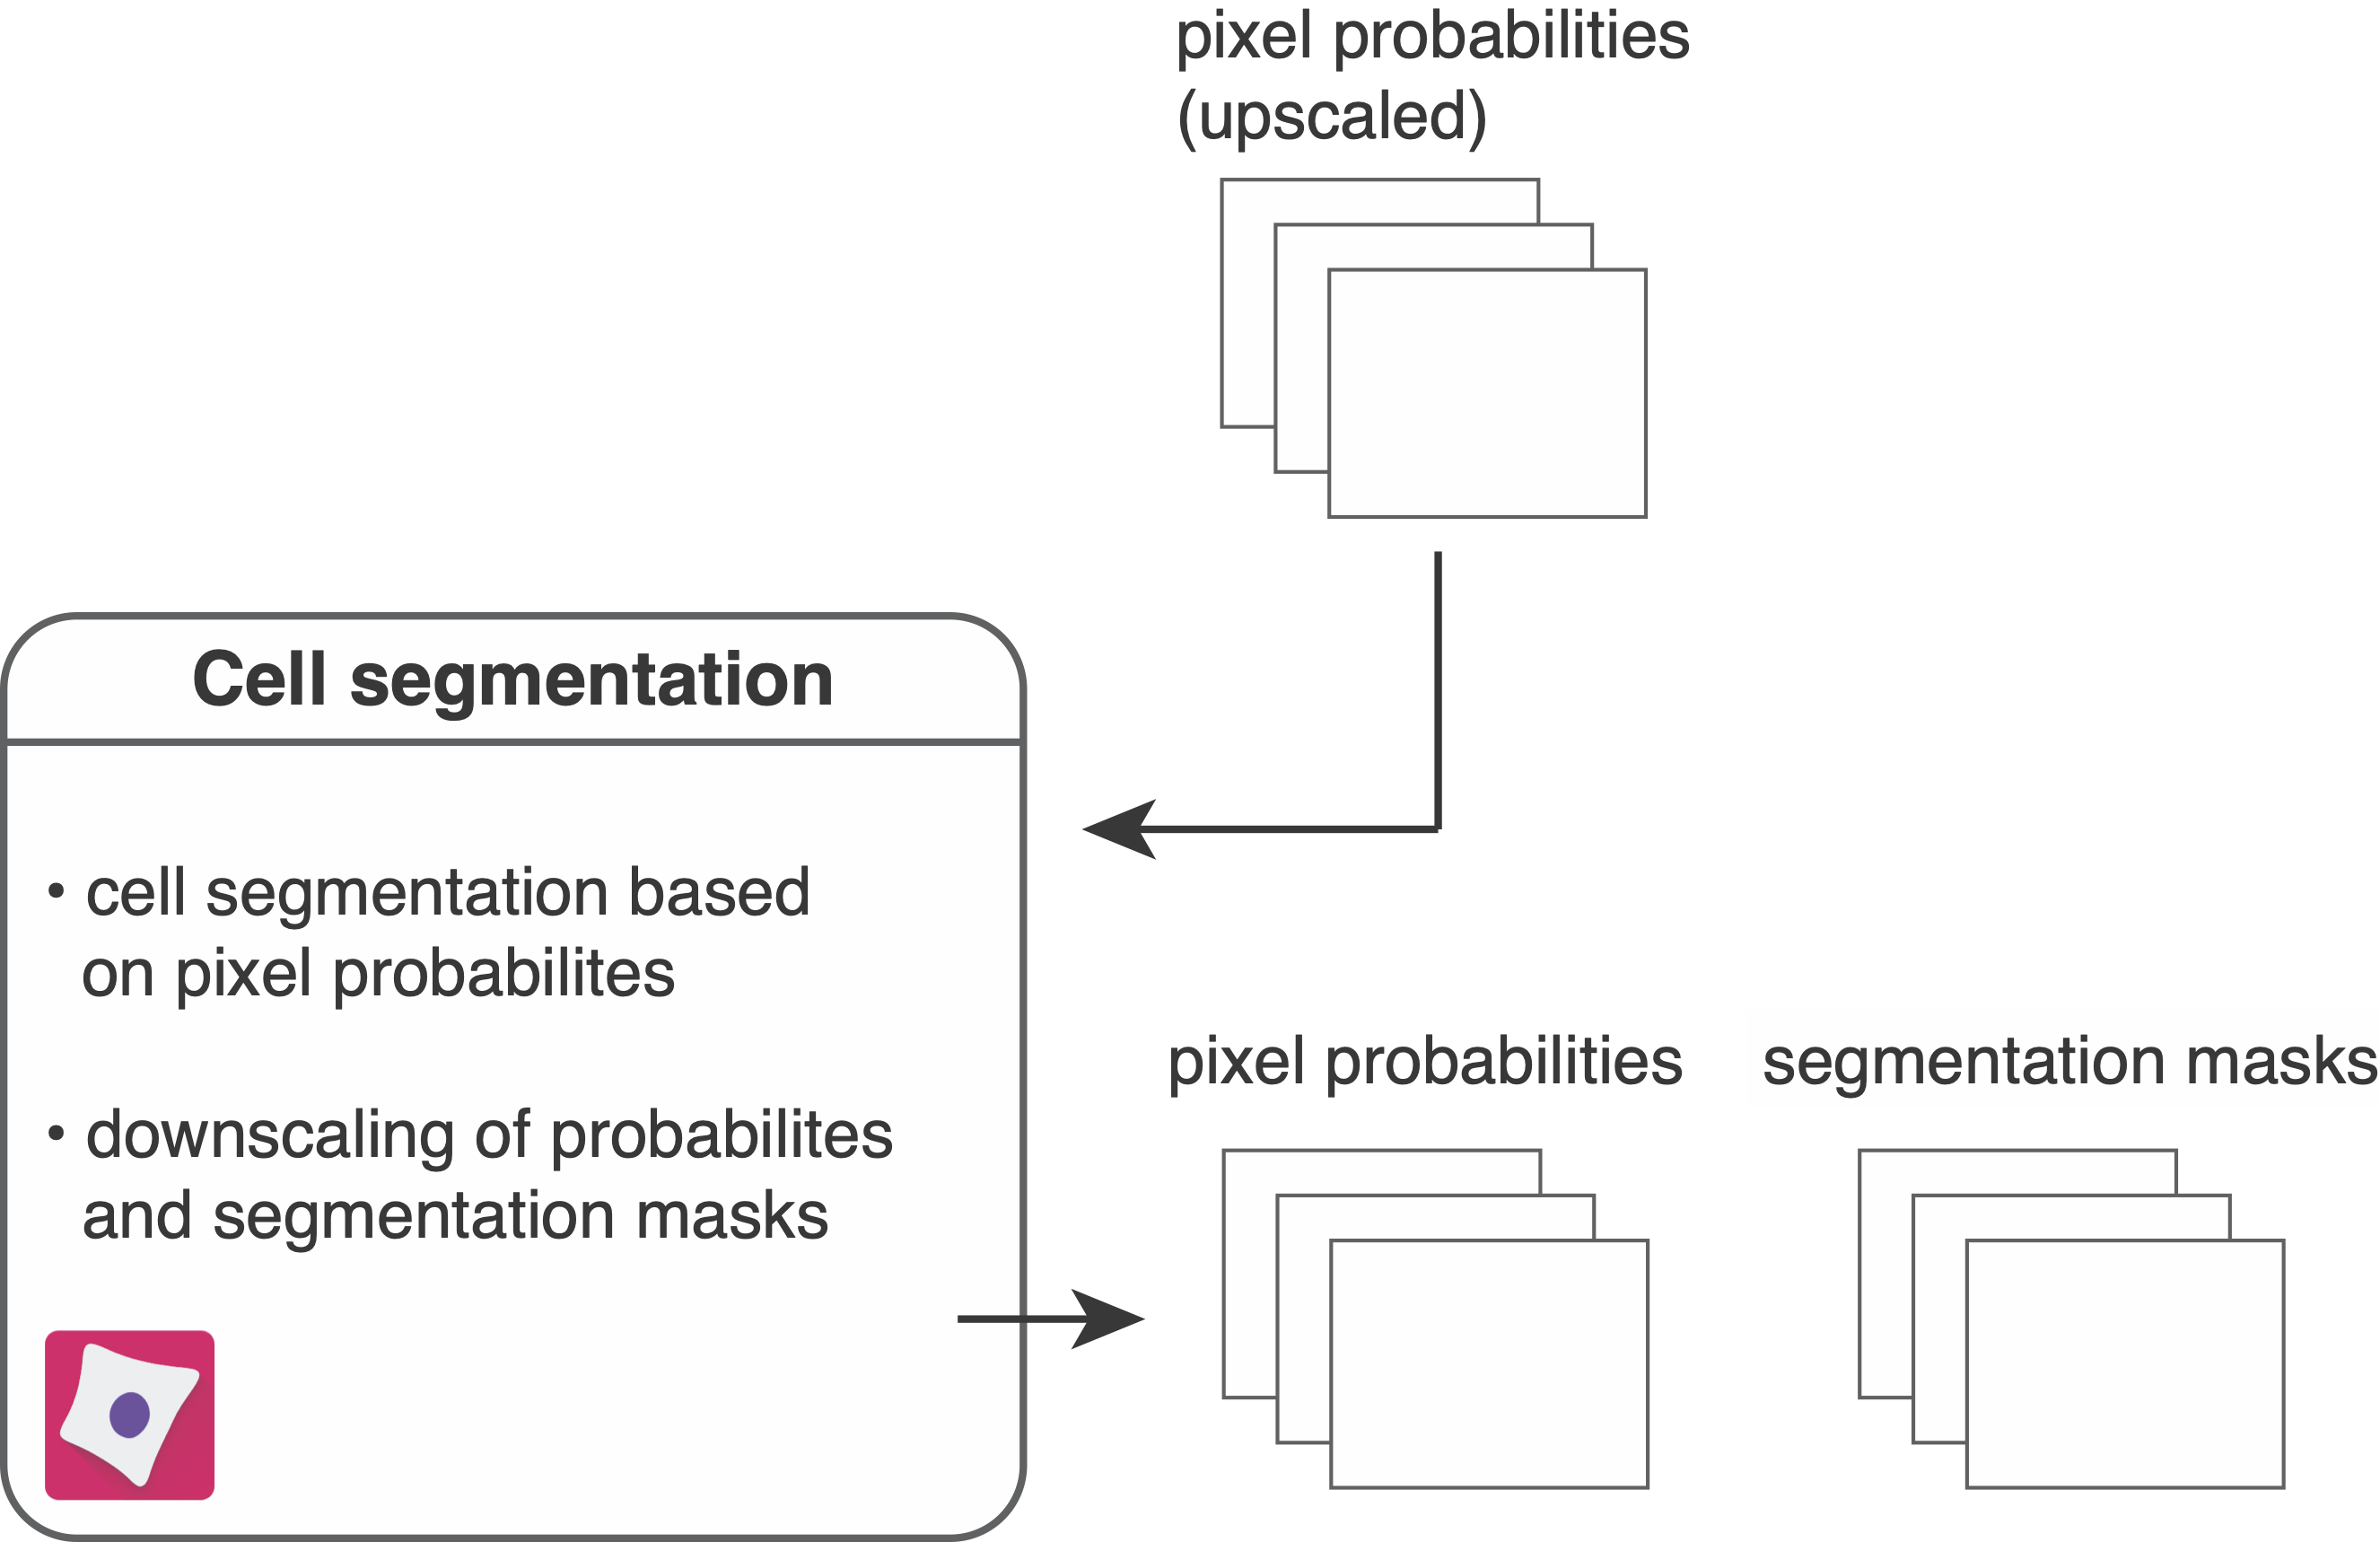 pixel probabilities
(upscaled)
Cell segmentation
• cell segmentation based
on pixel probabilites
• downscaling of probabilites
and segmentation masks
pixel probabilities
segmentation masks